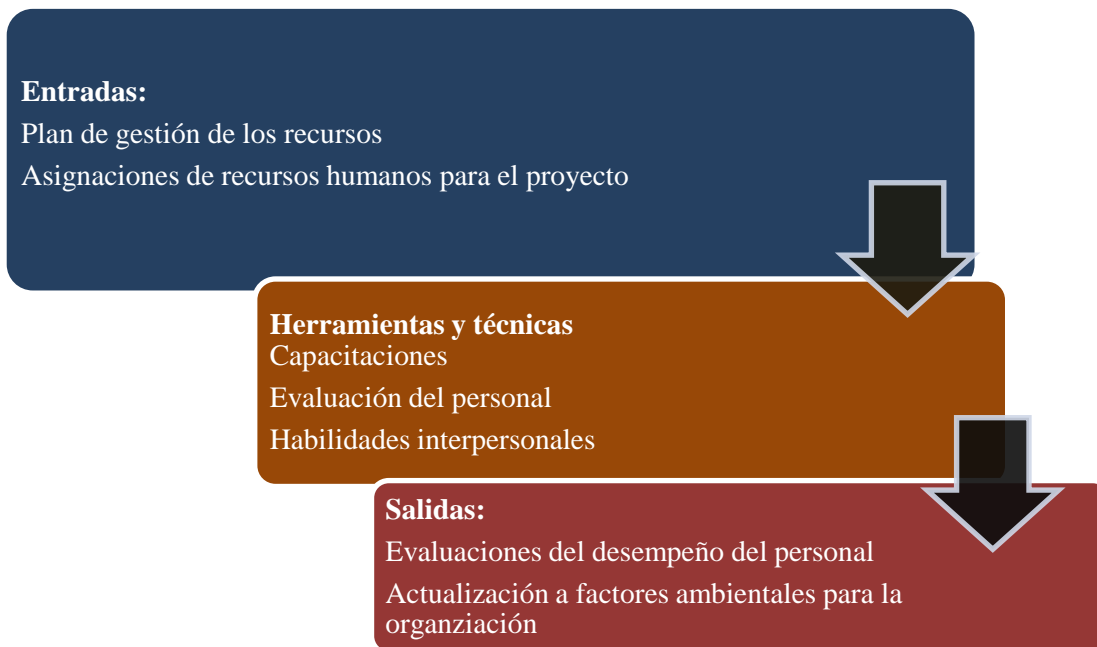 Entradas:
Plan de gestión de los recursos
Asignaciones de recursos humanos para el proyecto
Herramientas y técnicas
Capacitaciones
Evaluación del personal
Habilidades interpersonales
Salidas:
Evaluaciones del desempeño del personal
Actualización a factores ambientales para la
organziación